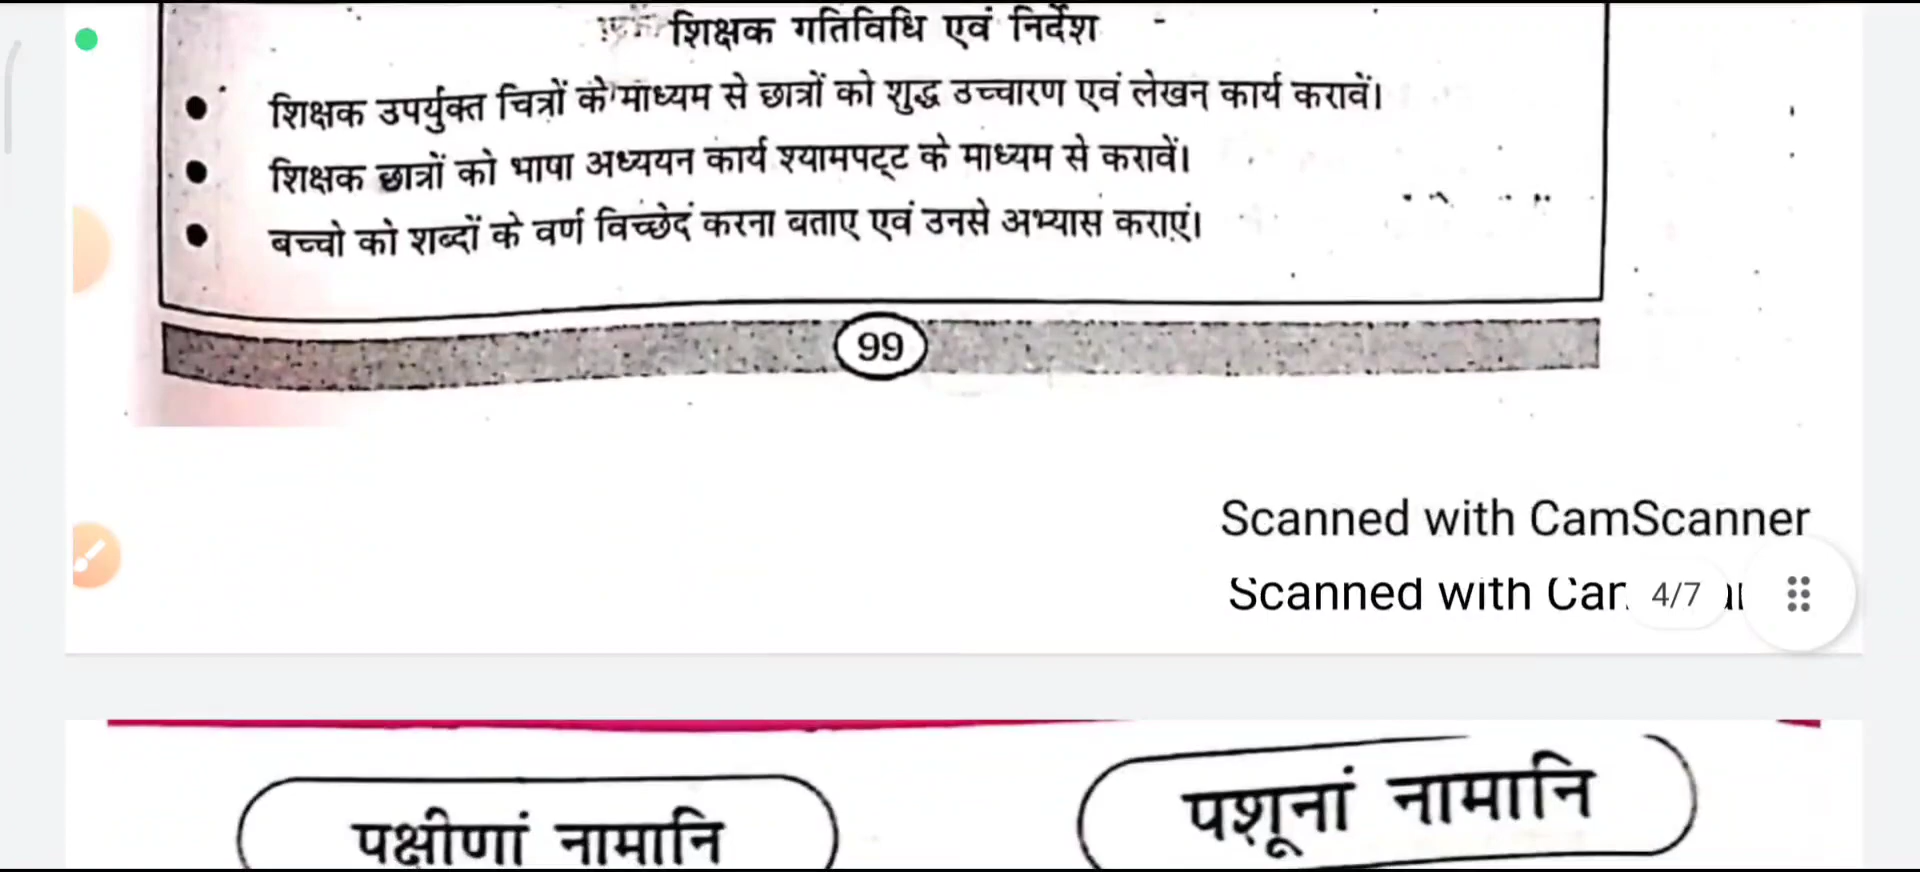 शिक्षक गतिविधि एवं निर्देश
शिक्षक उपर्युक्त चित्रों के माध्यम से छात्रों को शुद्ध उच्चारण एवं लेखन कार्य करावें।
शिक्षक छात्रों को भाषा अध्ययन कार्य श्यामपट्ट के माध्यम से करावें।
बच्चो को शब्दों के वर्ण विच्छेदं करना बताए एवं उनसे अभ्यास कराएं।
99
Scanned with CamScanner
Scanned with
4/7
पक्षीणां नामानि
पशूनां नामानि